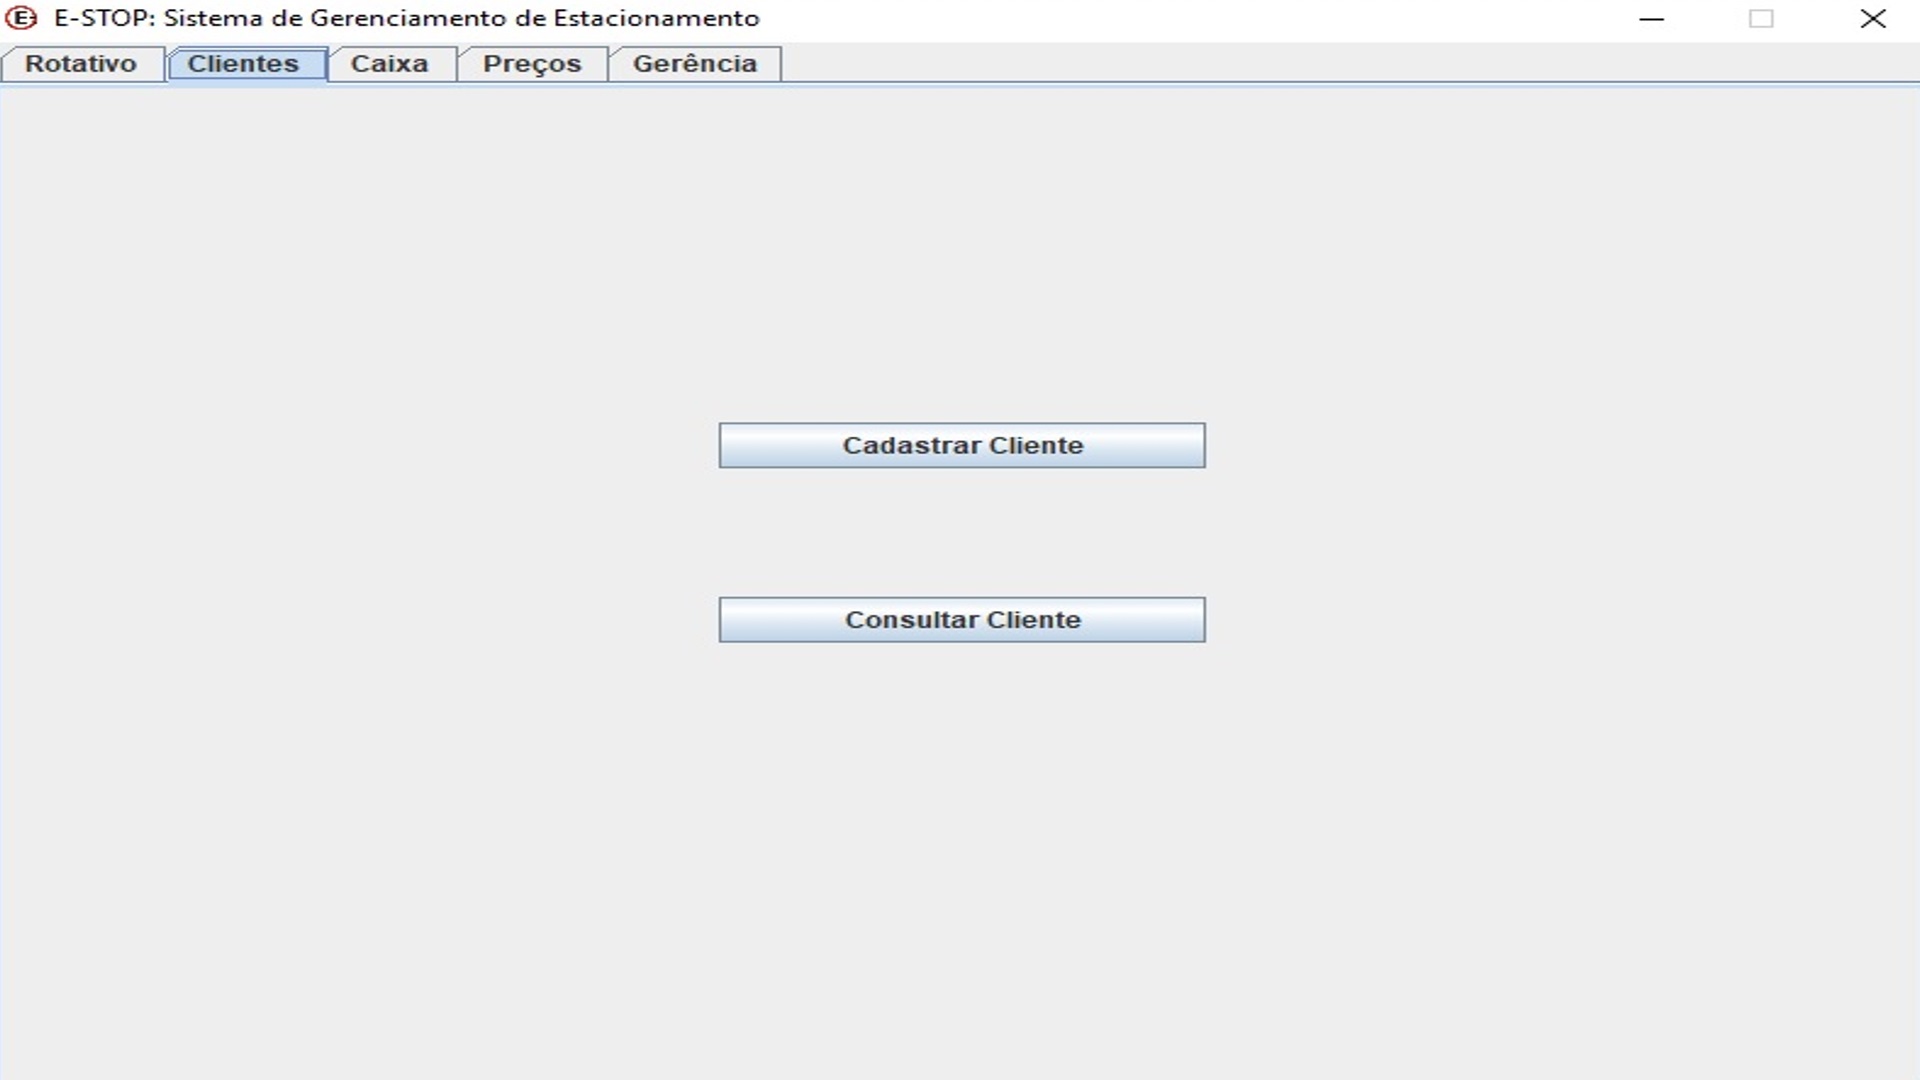 E E-STOP: Sistema de Gerenciamento de Estacionamento
Rotativo Clientes Caixa Preços Gerência
Cadastrar Cliente
Consultar Cliente